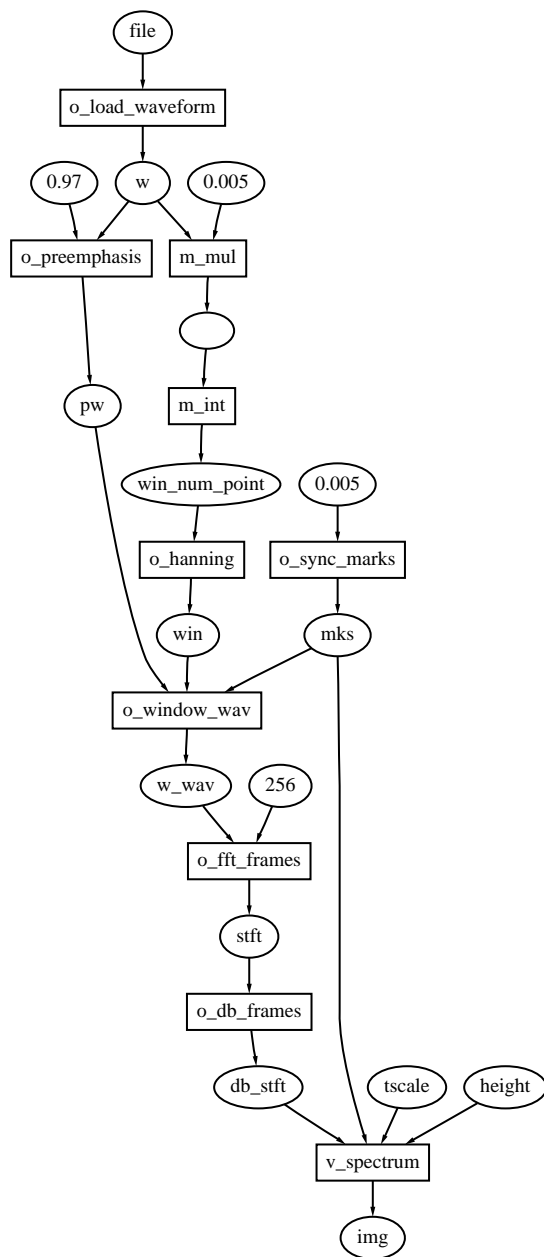 file
o_load_waveform
0.97
w
0.005
o_preemphasis
m_mul
pw
m_int
win_num_point
0.005
o_hanning
o_sync_marks
win
mks
o_window_wav
w_wav
256
o_fft_frames
stft
o_db_frames
db_stft
tscale
height
v_spectrum
img